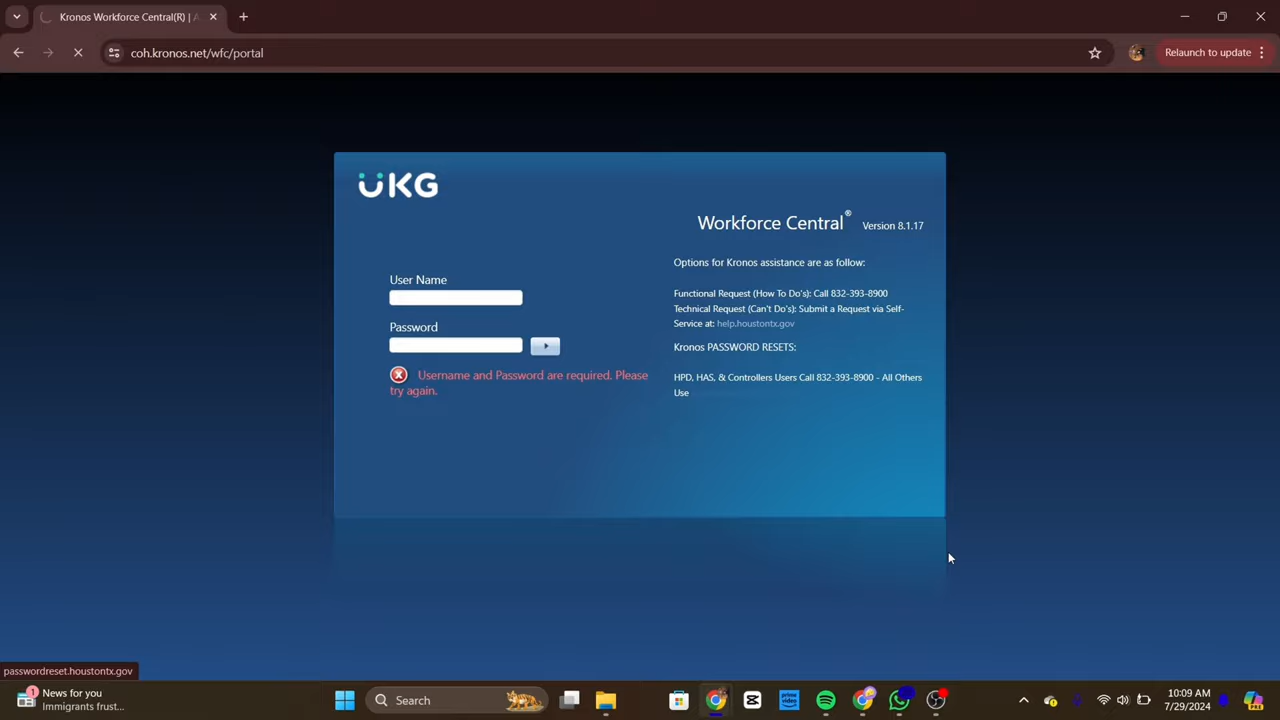 Kronos Workforce Central(R) | A
coh.kronos.net/wfc/portal
Relaunch to update
UKG
Workforce Central® Version 8.1.17
Options for Kronos assistance are as follow:
User Name
Functional Request (How To Do's): Call 832-393-8900
Technical Request (Can't Do's): Submit a Request via Self-
Service at: help.houstontx.gov
Password
Kronos PASSWORD RESETS:
Username and Password are required. Please
try again.
HPD, HAS, & Controllers Users Call 832-393-8900 - All Others
Use
passwordreset.houstontx.gov
1
News for you
Immigrants frust...
Search
10:09 AM
7/29/2024